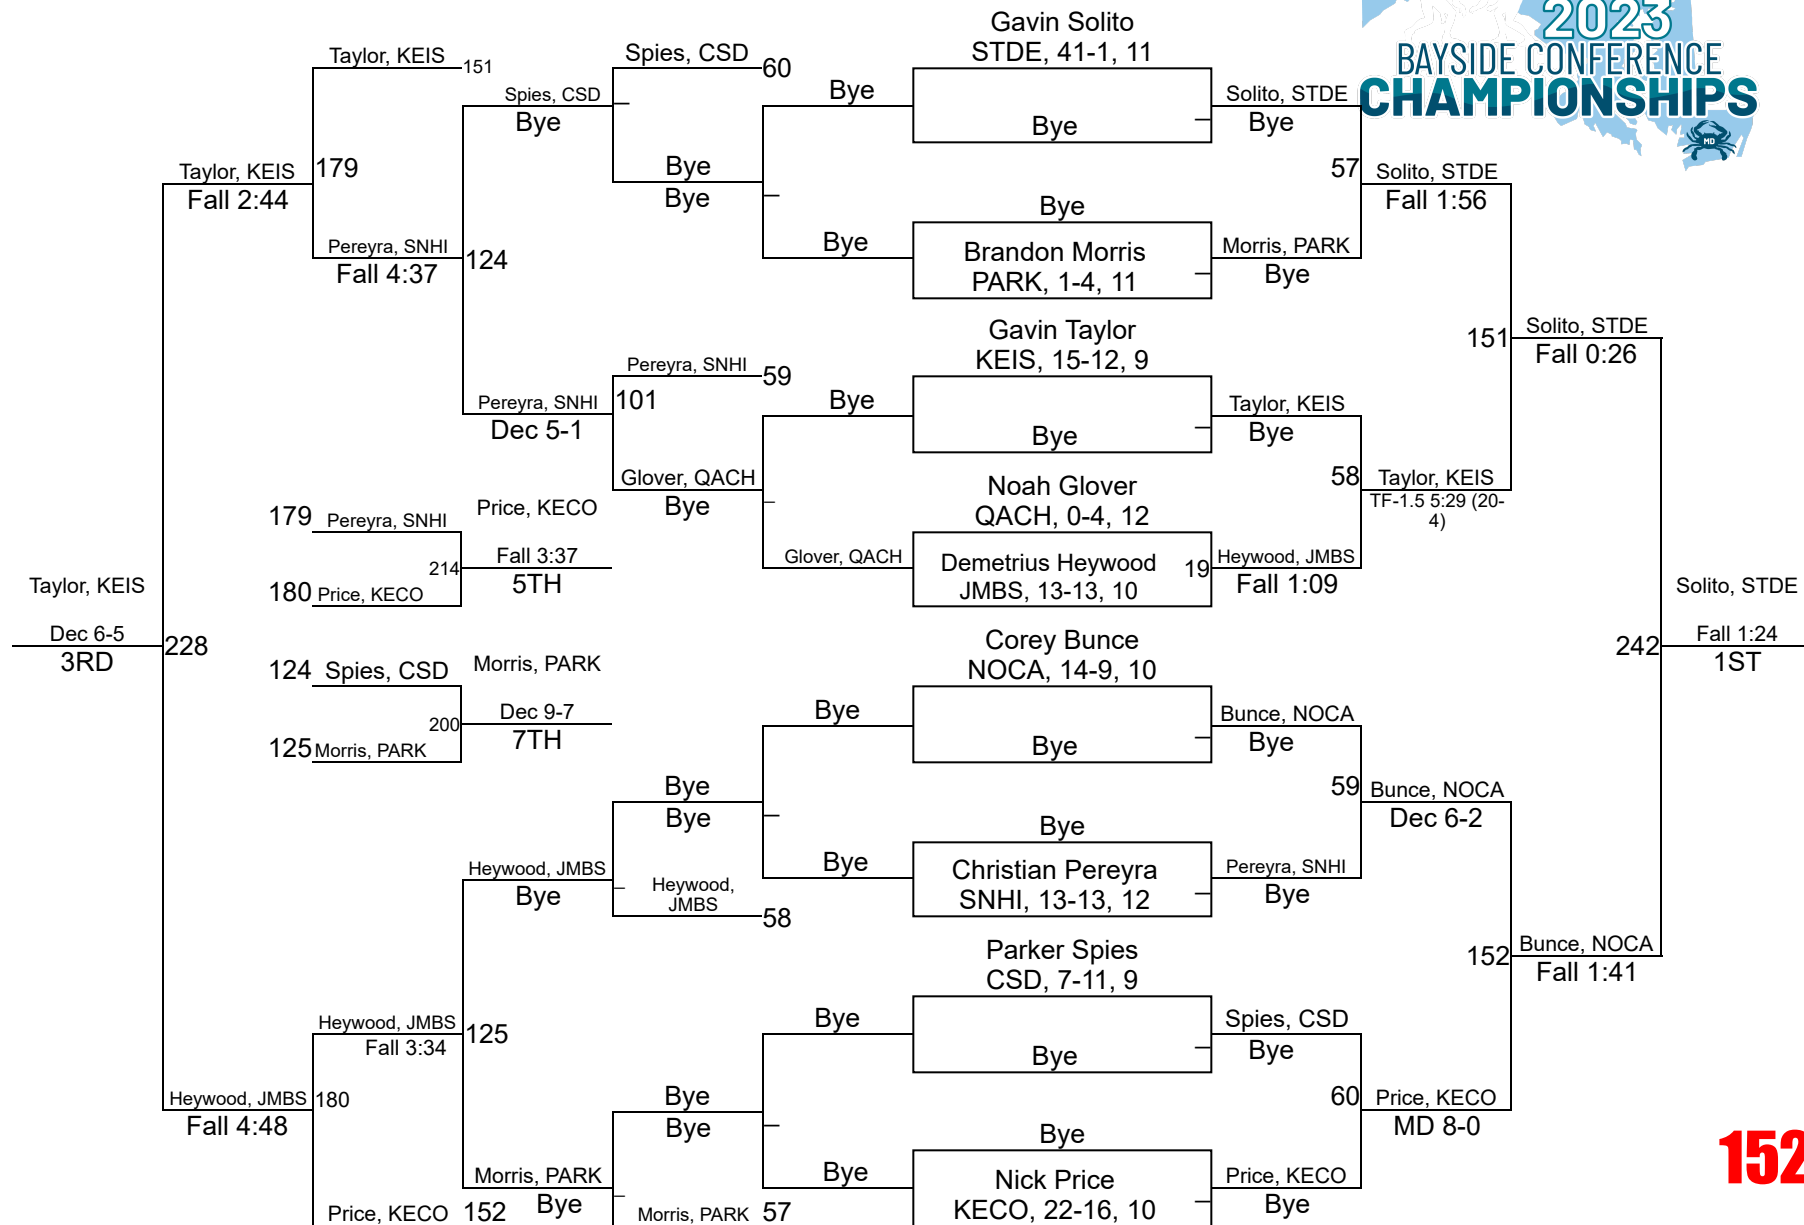 2023
BAYSIDE CONFERENCE
CHAMPIONSHIPS
MD
Taylor, KEIS
151
Spies, CSD
Bye
Spies, CSD
60
Bye
Bye
Bye
Gavin Solito
STDE, 41-1, 11
Bye
Solito, STDE
Bye
57
Solito, STDE
Fall 1:56
Taylor, KEIS
Fall 2:44
179
Pereyra, SNHI
Fall 4:37
124
Bye
Bye
Brandon Morris
PARK, 1-4, 11
Morris, PARK
Bye
Gavin Taylor
KEIS, 15-12, 9
Bye
Bye
Taylor, KEIS
Bye
151
Solito, STDE
Fall 0:26
Pereyra, SNHI
59
Pereyra, SNHI
Dec 5-1
101
Glover, QACH
Bye
Noah Glover
QACH, 0-4, 12
58
Taylor, KEIS
TF-1.5 5:29 (20-
4)
Glover, QACH
Demetrius Heywood
JMBS, 13-13, 10
19
Heywood, JMBS
Fall 1:09
179
Pereyra, SNHI
Price, KECO
214
Fall 3:37
5TH
180
Price, KECO
Taylor, KEIS
Dec 6-5
3RD
228
124
Spies, CSD
Morris, PARK
200
Dec 9-7
7TH
125
Morris, PARK
Solito, STDE
242
Fall 1:24
1ST
Corey Bunce
NOCA, 14-9, 10
Bye
Bye
Bunce, NOCA
Bye
59
Bunce, NOCA
Dec 6-2
Bye
Bye
Heywood, JMBS
Bye
Heywood,
JMBS
58
Bye
Bye
Christian Pereyra
SNHI, 13-13, 12
Pereyra, SNHI
Bye
152
Bunce, NOCA
Fall 1:41
Parker Spies
CSD, 7-11, 9
Bye
Bye
Spies, CSD
Bye
Heywood, JMBS
Fall 3:34
125
Heywood, JMBS
Fall 4:48
180
Bye
Bye
60
Price, KECO
MD 8-0
Bye
Bye
Nick Price
KECO, 22-16, 10
Price, KECO
Bye
Morris, PARK
Bye
Price, KECO
152
Morris, PARK
57
152